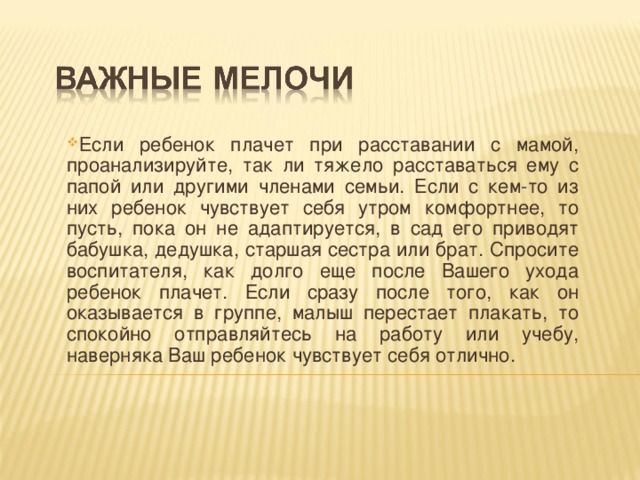 ВАЖНЫЕ МЕЛОЧИ
Если ребенок плачет при расставании с мамой,
проанализируйте, так ли тяжело расставаться ему с
папой или другими членами семьи. Если с кем-то из
них ребенок чувствует себя утром комфортнее, то
пусть, пока он не адаптируется, в сад его приводят
бабушка, дедушка, старшая сестра или брат. Спросите
воспитателя, как долго еще после Вашего ухода
ребенок плачет. Если сразу после того, как он
оказывается в группе, малыш перестает плакать, то
спокойно отправляйтесь на работу или учебу,
наверняка Ваш ребенок чувствует себя отлично.